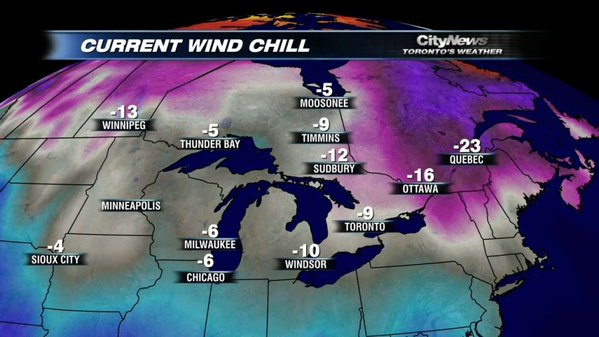 CURRENT WIND CHILL
CityNews
TORONTO'S WEATHER
-5
MOOSONEE
-13
WINNIPEG
-5
THUNDER BAY
-9
TIMMINS
-12
SUDBURY
-23
QUEBEC
-16
OTTAWA
MINNEAPOLIS
-9
TORONTO
-4
SIOUX CITY
-6
MILWAUKEE
-6
CHICAGO
-10
WINDSOR